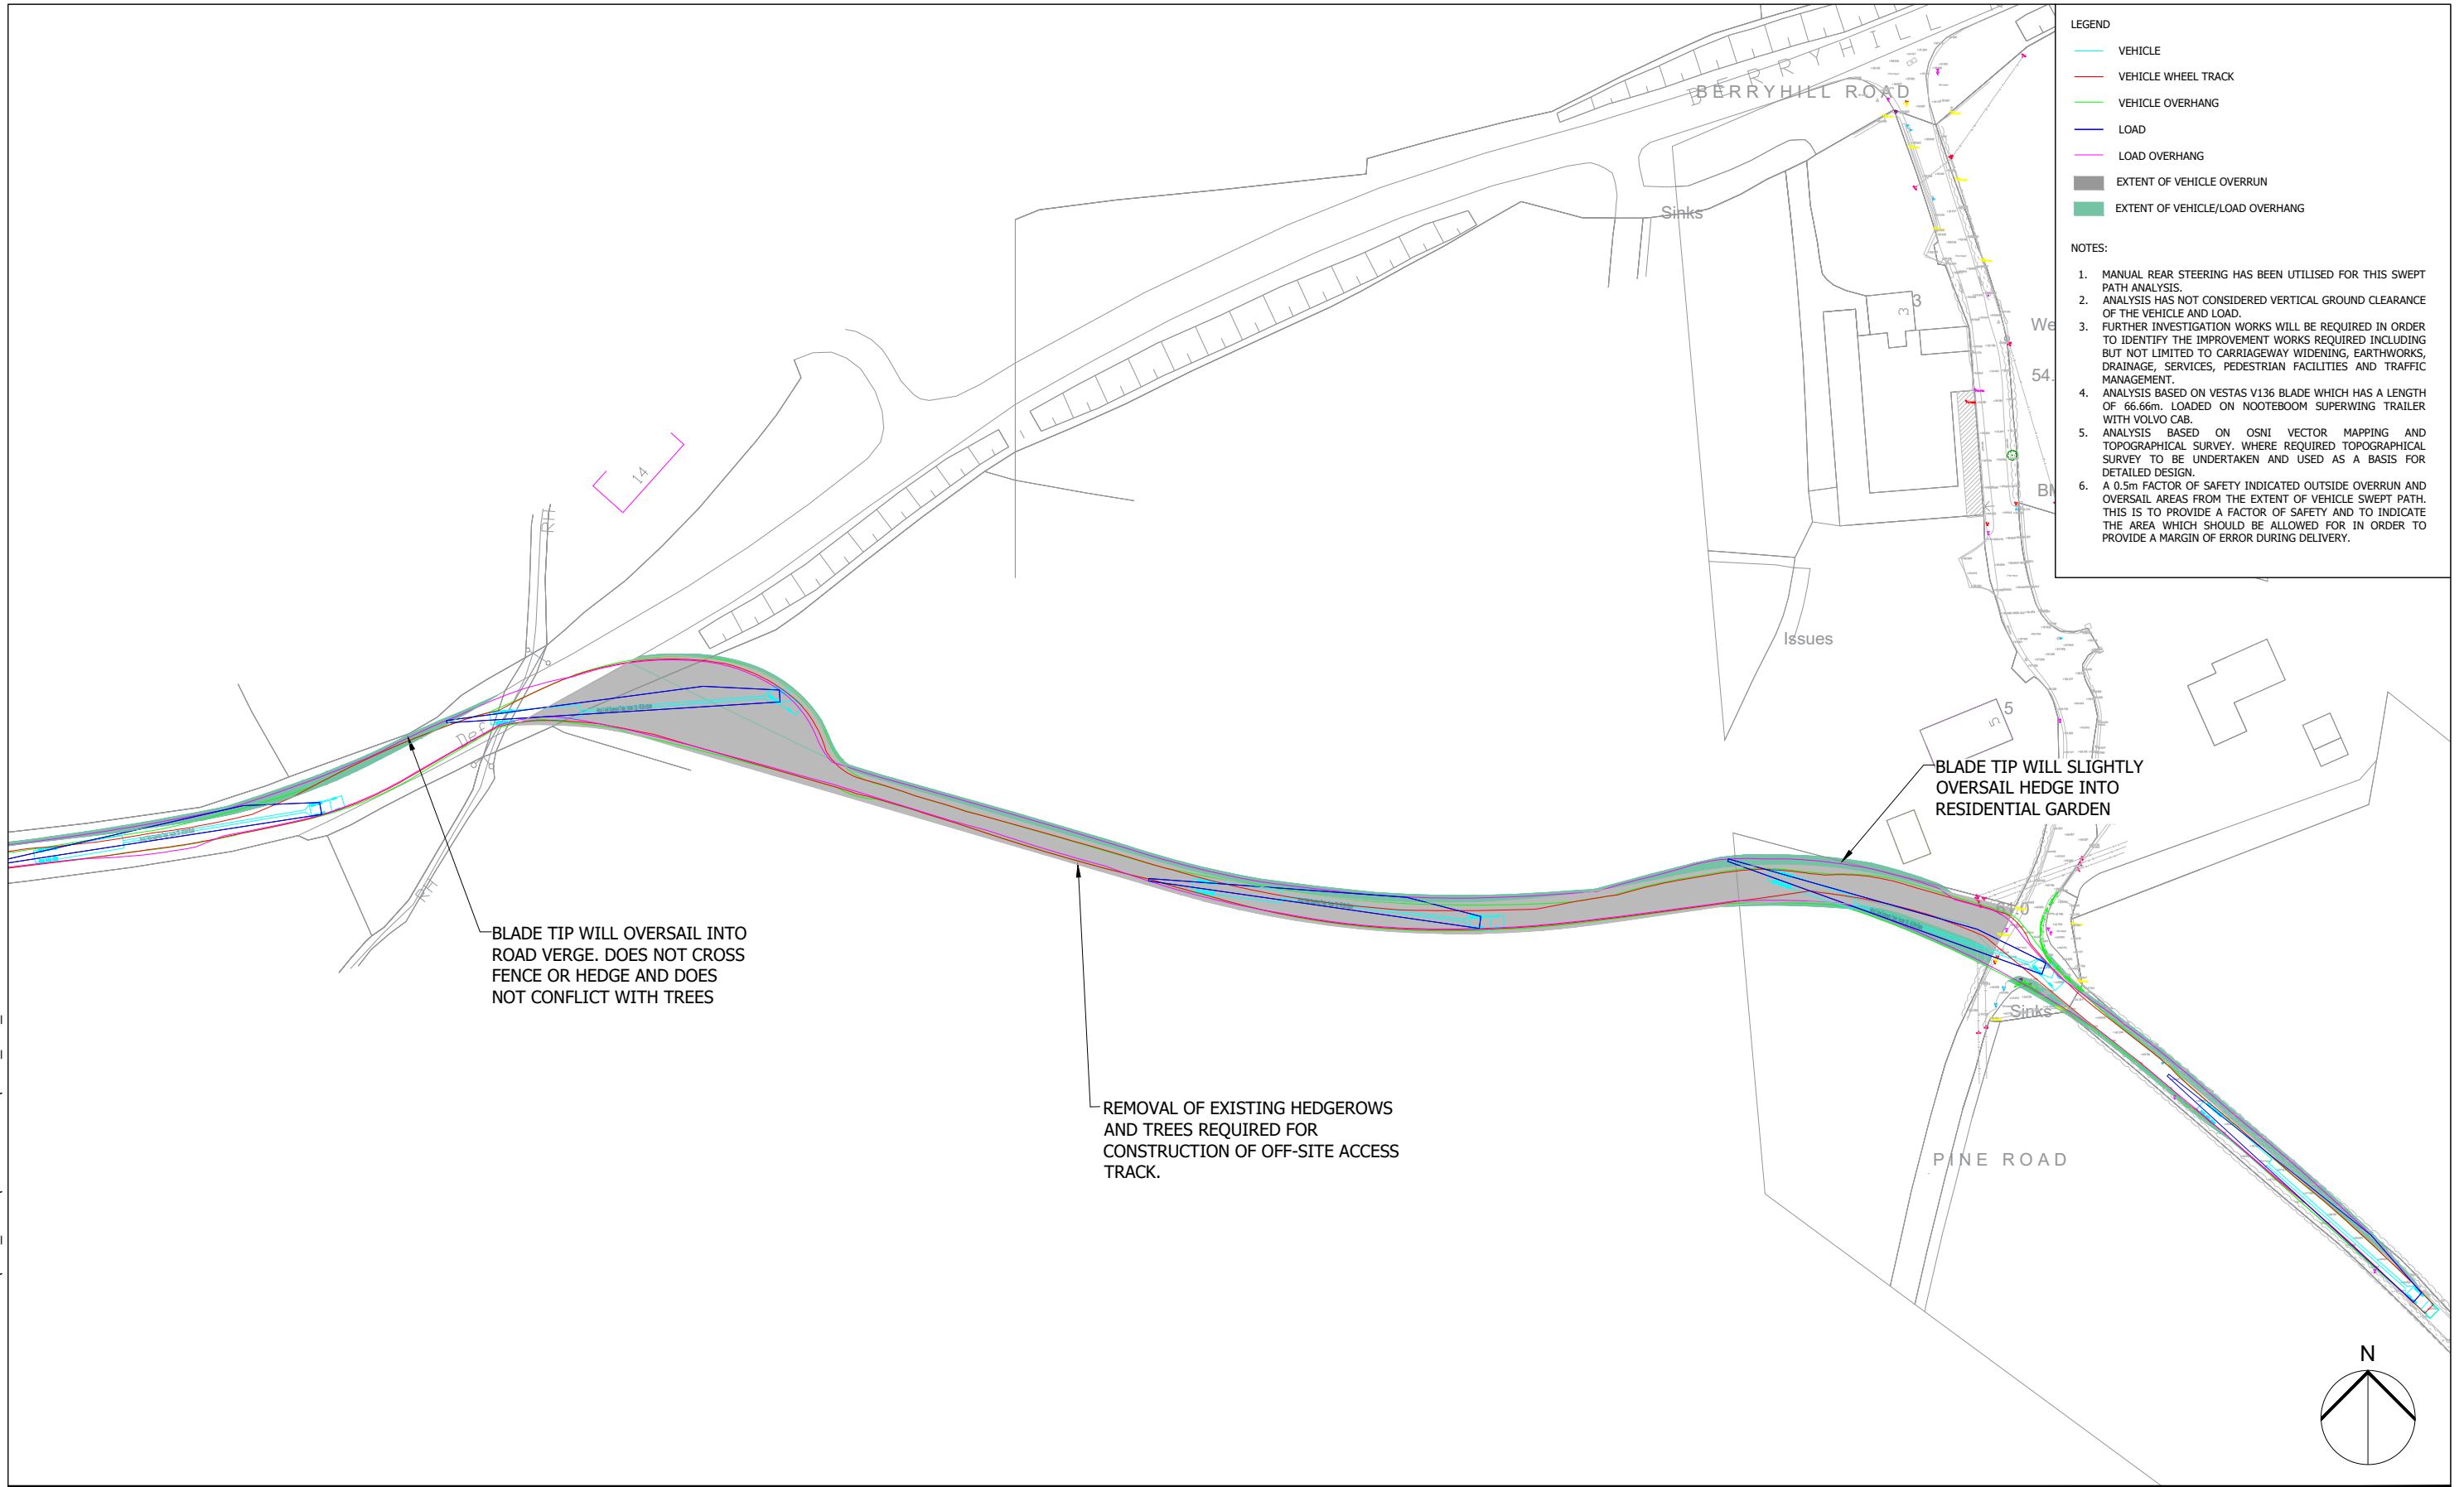 LEGEND
VEHICLE
VEHICLE WHEEL TRACK
VEHICLE OVERHANG
LOAD
LOAD OVERHANG
EXTENT OF VEHICLE OVERRUN
EXTENT OF VEHICLE/LOAD OVERHANG
NOTES:
1. MANUAL REAR STEERING HAS BEEN UTILISED FOR THIS SWEPT
PATH ANALYSIS.
2. ANALYSIS HAS NOT CONSIDERED VERTICAL GROUND CLEARANCE
OF THE VEHICLE AND LOAD.
3. FURTHER INVESTIGATION WORKS WILL BE REQUIRED IN ORDER
TO IDENTIFY THE IMPROVEMENT WORKS REQUIRED INCLUDING
BUT NOT LIMITED TO CARRIAGEWAY WIDENING, EARTHWORKS,
DRAINAGE, SERVICES, PEDESTRIAN FACILITIES AND TRAFFIC
MANAGEMENT.
4. ANALYSIS BASED ON VESTAS V136 BLADE WHICH HAS A LENGTH
OF 66.66m. LOADED ON NOOTEBOOM SUPERWING TRAILER
WITH VOLVO CAB.
5. ANALYSIS BASED ON OSNI VECTOR MAPPING AND
TOPOGRAPHICAL SURVEY. WHERE REQUIRED TOPOGRAPHICAL
SURVEY TO BE UNDERTAKEN AND USED AS A BASIS FOR
DETAILED DESIGN.
6. A 0.5m FACTOR OF SAFETY INDICATED OUTSIDE OVERRUN AND
OVERSAIL AREAS FROM THE EXTENT OF VEHICLE SWEPT PATH.
THIS IS TO PROVIDE A FACTOR OF SAFETY AND TO INDICATE
THE AREA WHICH SHOULD BE ALLOWED FOR IN ORDER TO
PROVIDE A MARGIN OF ERROR DURING DELIVERY.
BERRYHILL
BERRYHILL ROAD
Sinks
3
3
We
54.
BM
14
RH
Issues
5
5
Def
RH
BLADE TIP WILL SLIGHTLY
OVERSAIL HEDGE INTO
RESIDENTIAL GARDEN
BLADE TIP WILL OVERSAIL INTO
ROAD VERGE. DOES NOT CROSS
FENCE OR HEDGE AND DOES
NOT CONFLICT WITH TREES
61.0
Sinks
REMOVAL OF EXISTING HEDGEROWS
AND TREES REQUIRED FOR
CONSTRUCTION OF OFF-SITE ACCESS
TRACK.
PINE ROAD
N